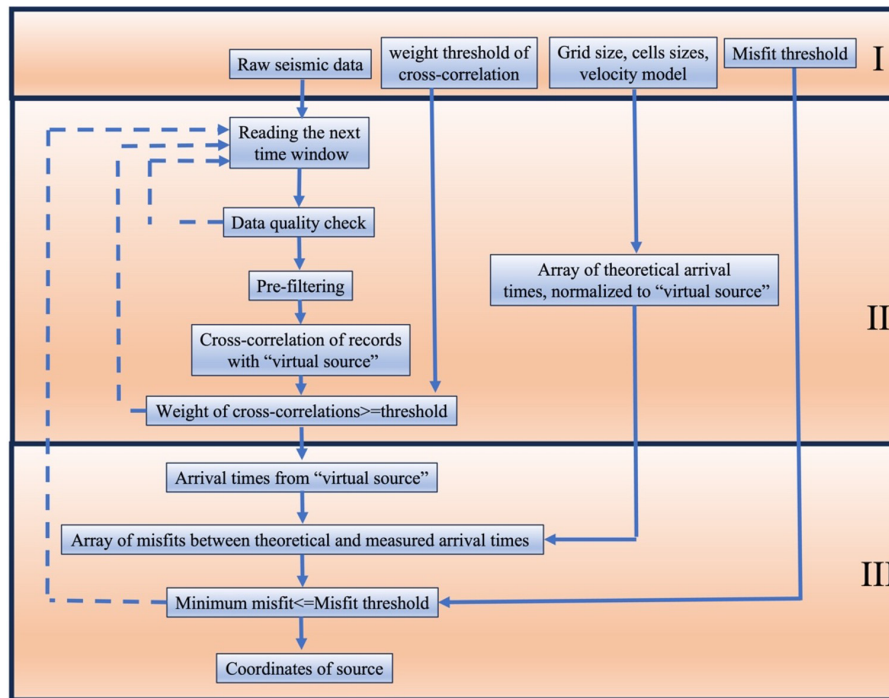 Raw seismic data
weight threshold of
cross-correlation
Grid size, cells sizes,
velocity model
Misfit threshold
I
Reading the next
time window
Data quality check
Pre-filtering
Array of theoretical arrival
times, normalized to “virtual source”
II
Cross-correlation of records
with “virtual source”
Weight of cross-correlations>=threshold
Arrival times from “virtual source”
Array of misfits between theoretical and measured arrival times
III
Minimum misfit<=Misfit threshold
Coordinates of source